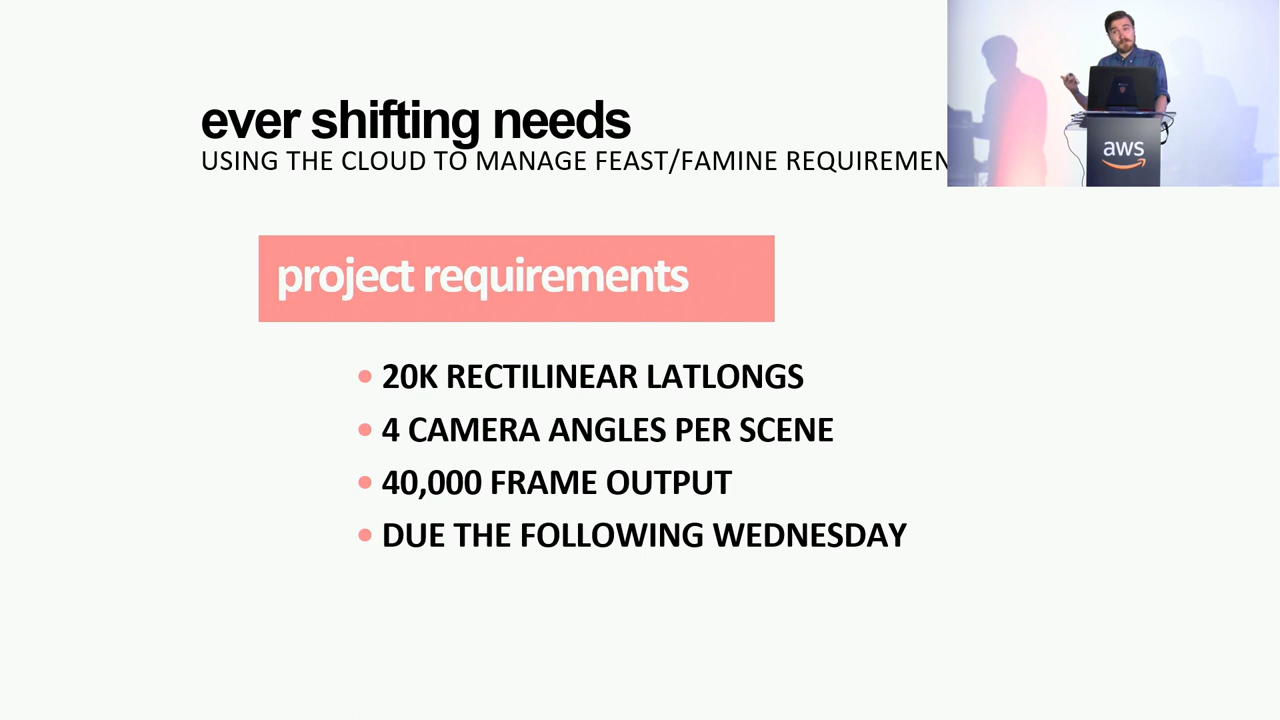 ever shifting needs
USING THE CLOUD TO MANAGE FEAST/FAMINE
aws
project requirements
• 20K RECTILINEAR LATLONGS
• 4 CAMERA ANGLES PER SCENE
• 40,000 FRAME OUTPUT
• DUE THE FOLLOWING WEDNESDAY